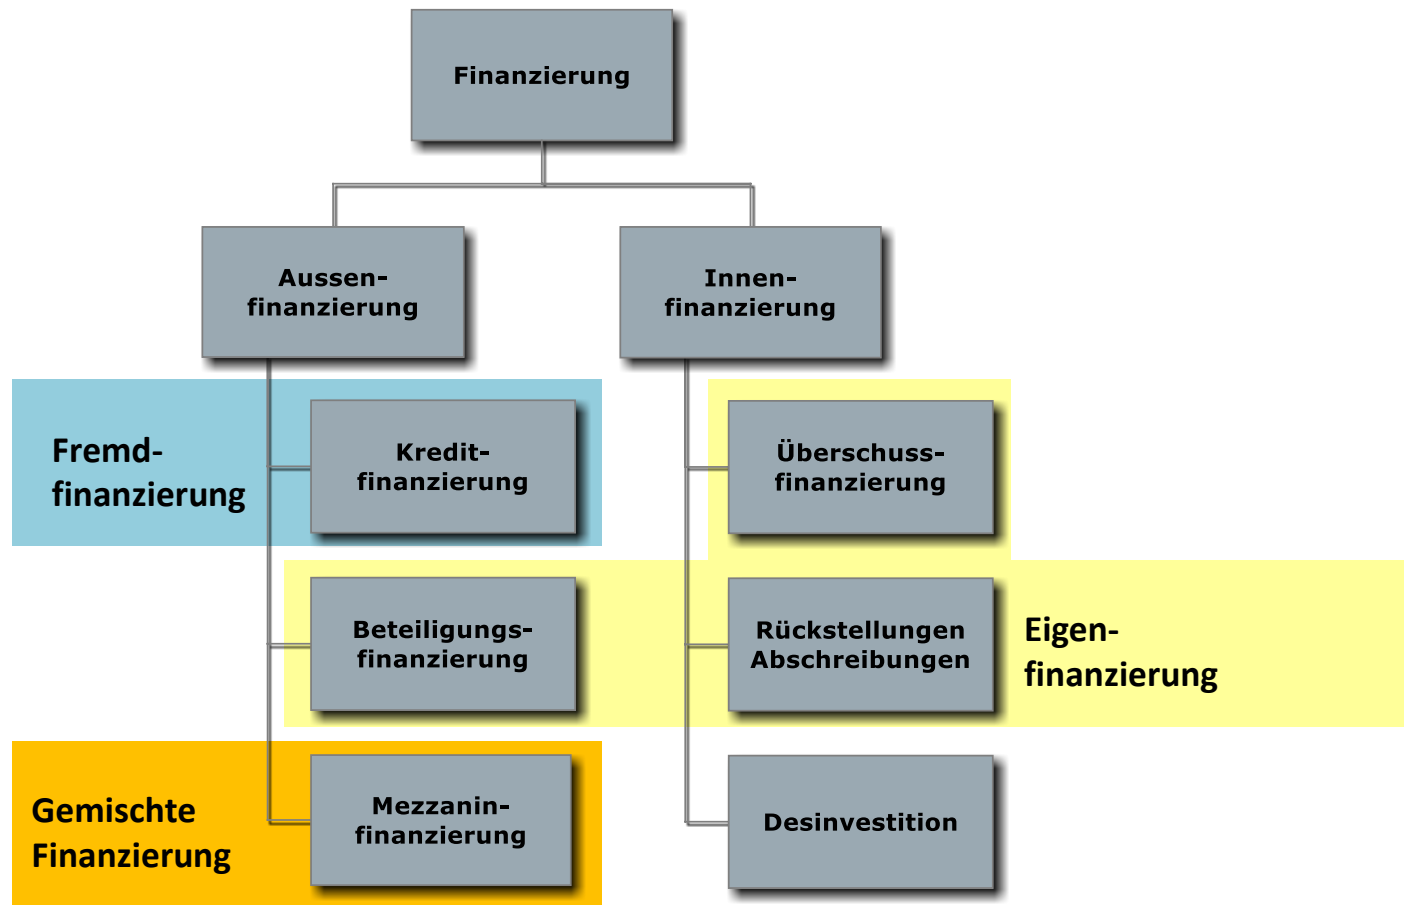 Finanzierung
Aussen-
finanzierung
Innen-
finanzierung
Fremd-
finanzierung
Kredit-
finanzierung
Überschuss-
finanzierung
Beteiligungs-
finanzierung
Rückstellungen
Abschreibungen
Eigen-
finanzierung
Gemischte
Finanzierung
Mezzanin-
finanzierung
Desinvestition